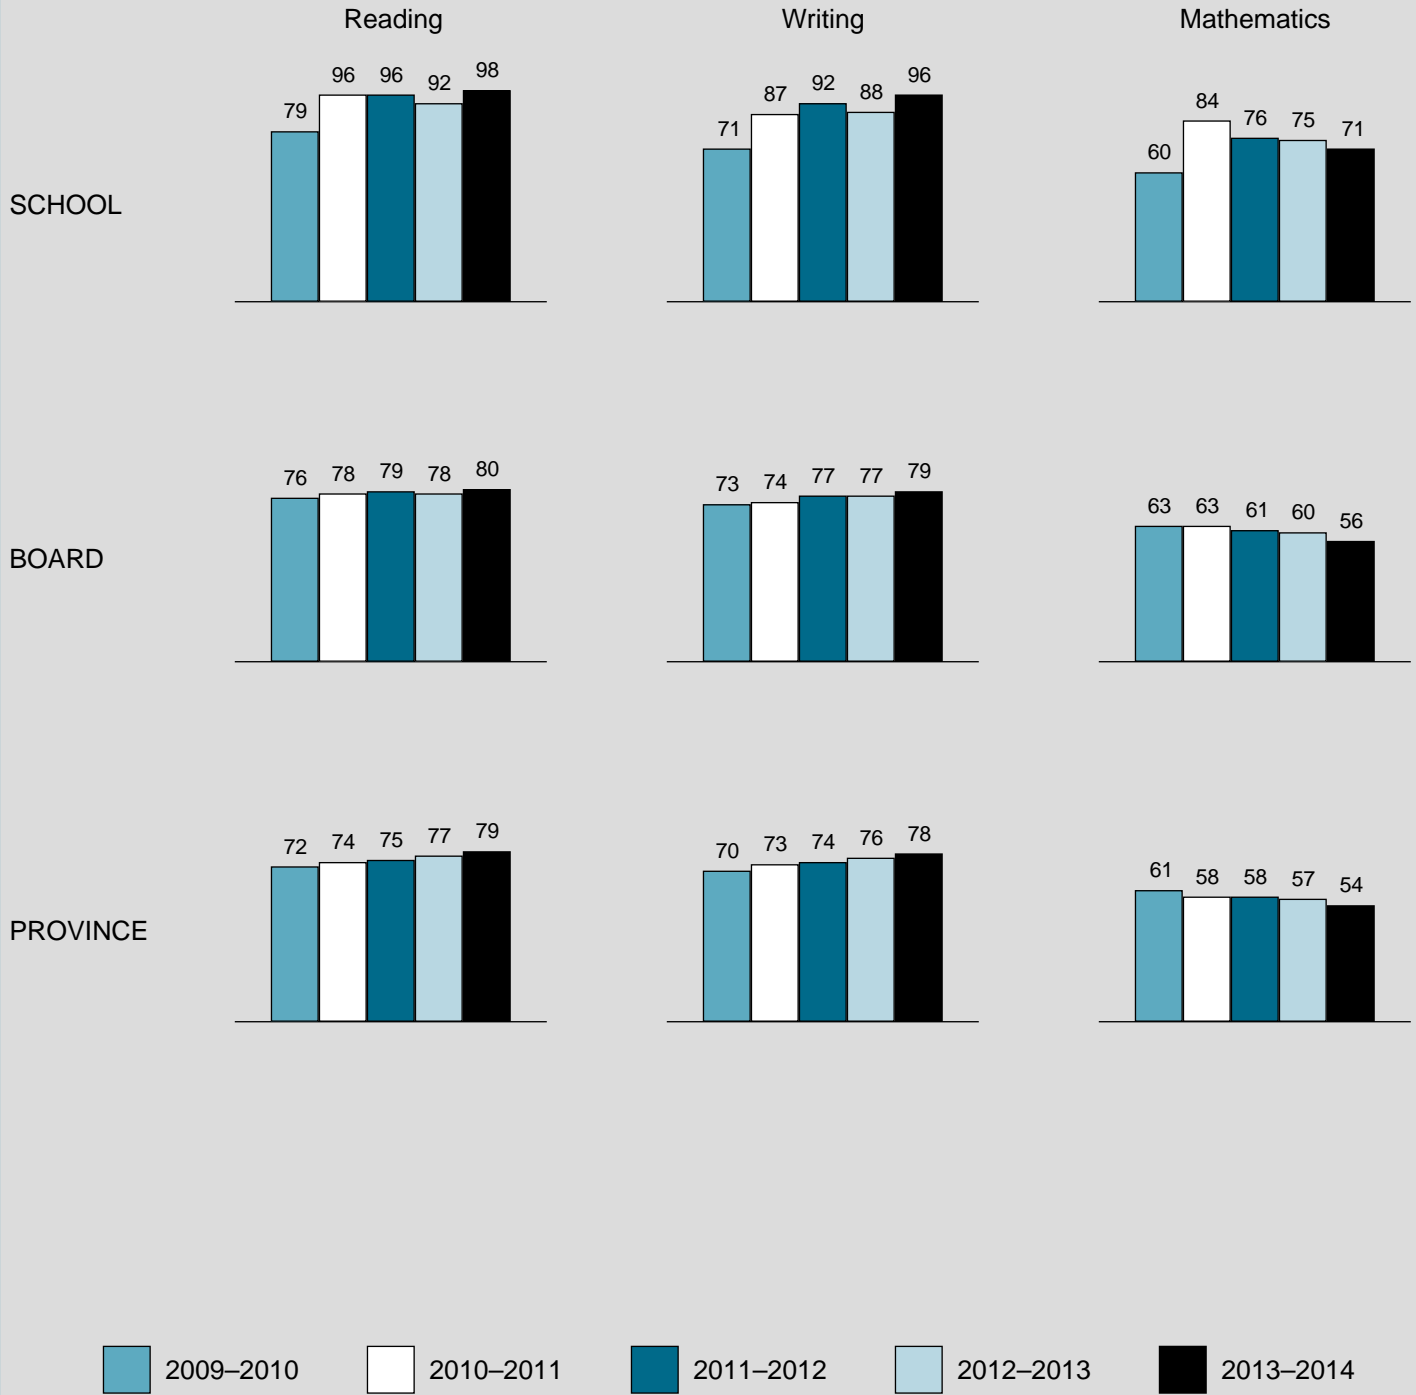 Reading Writing Mathematics
SCHOOL
79 96 96 92 98
71 87 92 88 96
60 84 76 75 71
BOARD
76 78 79 78 80
73 74 77 77 79
63 63 61 60 56
PROVINCE
72 74 75 77 79
70 73 74 76 78
61 58 58 57 54
2009–2010 2010–2011 2011–2012 2012–2013 2013–2014